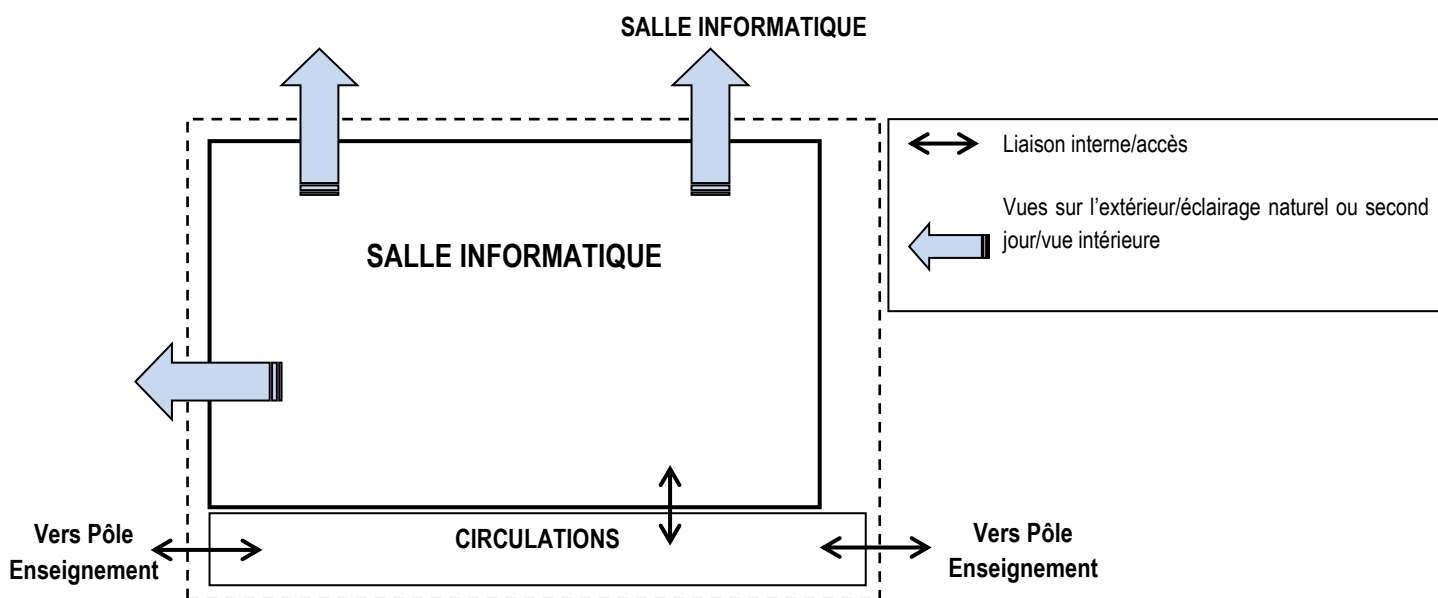 SALLE INFORMATIQUE
Liaison interne/accès
Vues sur l'extérieur/éclairage naturel ou second
jour/vue intérieure
SALLE INFORMATIQUE
CIRCULATIONS
Vers Pôle
Enseignement
Vers Pôle
Enseignement